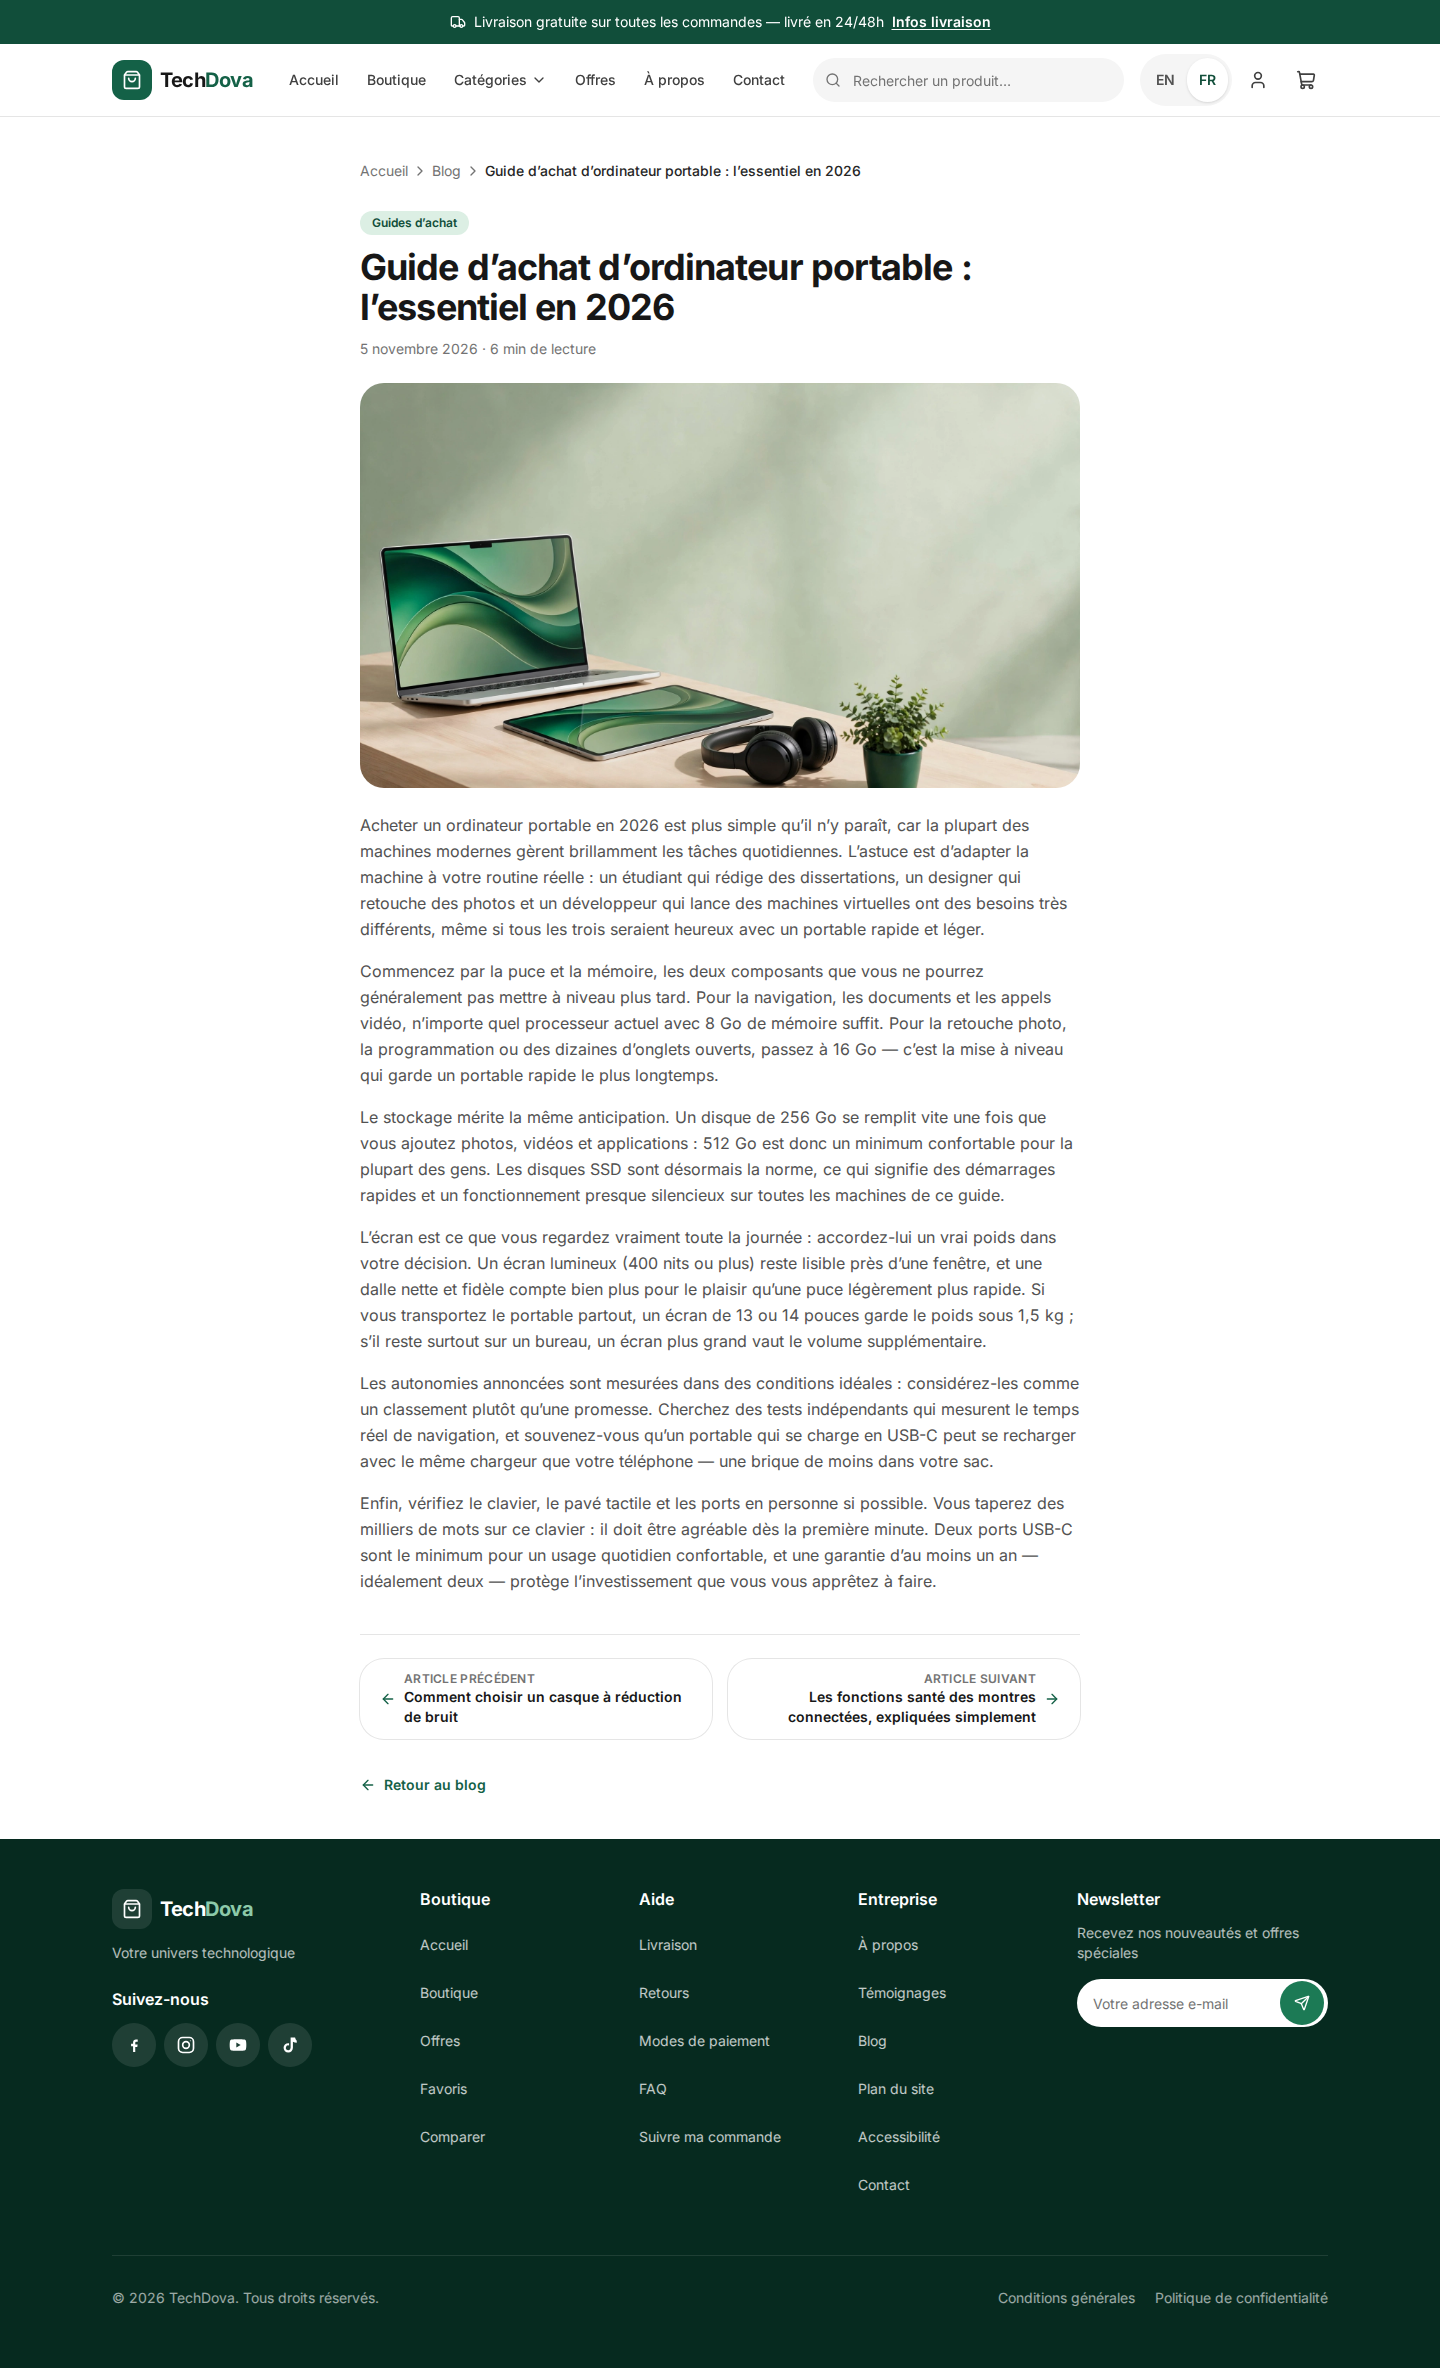 Livraison gratuite sur toutes les commandes — livré en 24/48h Infos livraison
TechDova Accueil Boutique Catégories Offres À propos Contact Rechercher un produit... EN FR
Accueil > Blog > Guide d’achat d’ordinateur portable : l’essentiel en 2026
Guides d’achat
Guide d’achat d’ordinateur portable :
l’essentiel en 2026
5 novembre 2026 · 6 min de lecture
Acheter un ordinateur portable en 2026 est plus simple qu’il n’y paraît, car la plupart des
machines modernes gèrent brillamment les tâches quotidiennes. L’astuce est d’adapter la
machine à votre routine réelle : un étudiant qui rédige des dissertations, un designer qui
retouche des photos et un développeur qui lance des machines virtuelles ont des besoins très
différents, même si tous les trois seraient heureux avec un portable rapide et léger.
Commencez par la puce et la mémoire, les deux composants que vous ne pourrez
généralement pas mettre à niveau plus tard. Pour la navigation, les documents et les appels
vidéo, n’importe quel processeur actuel avec 8 Go de mémoire suffit. Pour la retouche photo,
la programmation ou des dizaines d’onglets ouverts, passez à 16 Go — c’est la mise à niveau
qui garde un portable rapide le plus longtemps.
Le stockage mérite la même anticipation. Un disque de 256 Go se remplit vite une fois que
vous ajoutez photos, vidéos et applications : 512 Go est donc un minimum confortable pour la
plupart des gens. Les disques SSD sont désormais la norme, ce qui signifie des démarrages
rapides et un fonctionnement presque silencieux sur toutes les machines de ce guide.
L’écran est ce que vous regardez vraiment toute la journée : accordez-lui un vrai poids dans
votre décision. Un écran lumineux (400 nits ou plus) reste lisible près d’une fenêtre, et une
dalle nette et fidèle compte bien plus pour le plaisir qu’une puce légèrement plus rapide. Si
vous transportez le portable partout, un écran de 13 ou 14 pouces garde le poids sous 1,5 kg ;
s’il reste surtout sur un bureau, un écran plus grand vaut le volume supplémentaire.
Les autonomies annoncées sont mesurées dans des conditions idéales : considérez-les comme
un classement plutôt qu’une promesse. Cherchez des tests indépendants qui mesurent le temps
réel de navigation, et souvenez-vous qu’un portable qui se charge en USB-C peut se recharger
avec le même chargeur que votre téléphone — une brique de moins dans votre sac.
Enfin, vérifiez le clavier, le pavé tactile et les ports en personne si possible. Vous taperez des
milliers de mots sur ce clavier : il doit être agréable dès la première minute. Deux ports USB-C
sont le minimum pour un usage quotidien confortable, et une garantie d’au moins un an —
idéalement deux — protège l’investissement que vous vous apprêtez à faire.
ARTICLE PRÉCÉDENT
Comment choisir un casque à réduction
de bruit
ARTICLE SUIVANT
Les fonctions santé des montres
connectées, expliquées simplement
Retour au blog
TechDova
Votre univers technologique
Suivez-nous
Boutique
Accueil
Boutique
Offres
Favoris
Comparer
Aide
Livraison
Retours
Modes de paiement
FAQ
Suivre ma commande
Entreprise
À propos
Témoignages
Blog
Plan du site
Accessibilité
Contact
Newsletter
Recevez nos nouveautés et offres
spéciales
Votre adresse e-mail
© 2026 TechDova. Tous droits réservés.
Conditions générales Politique de confidentialité